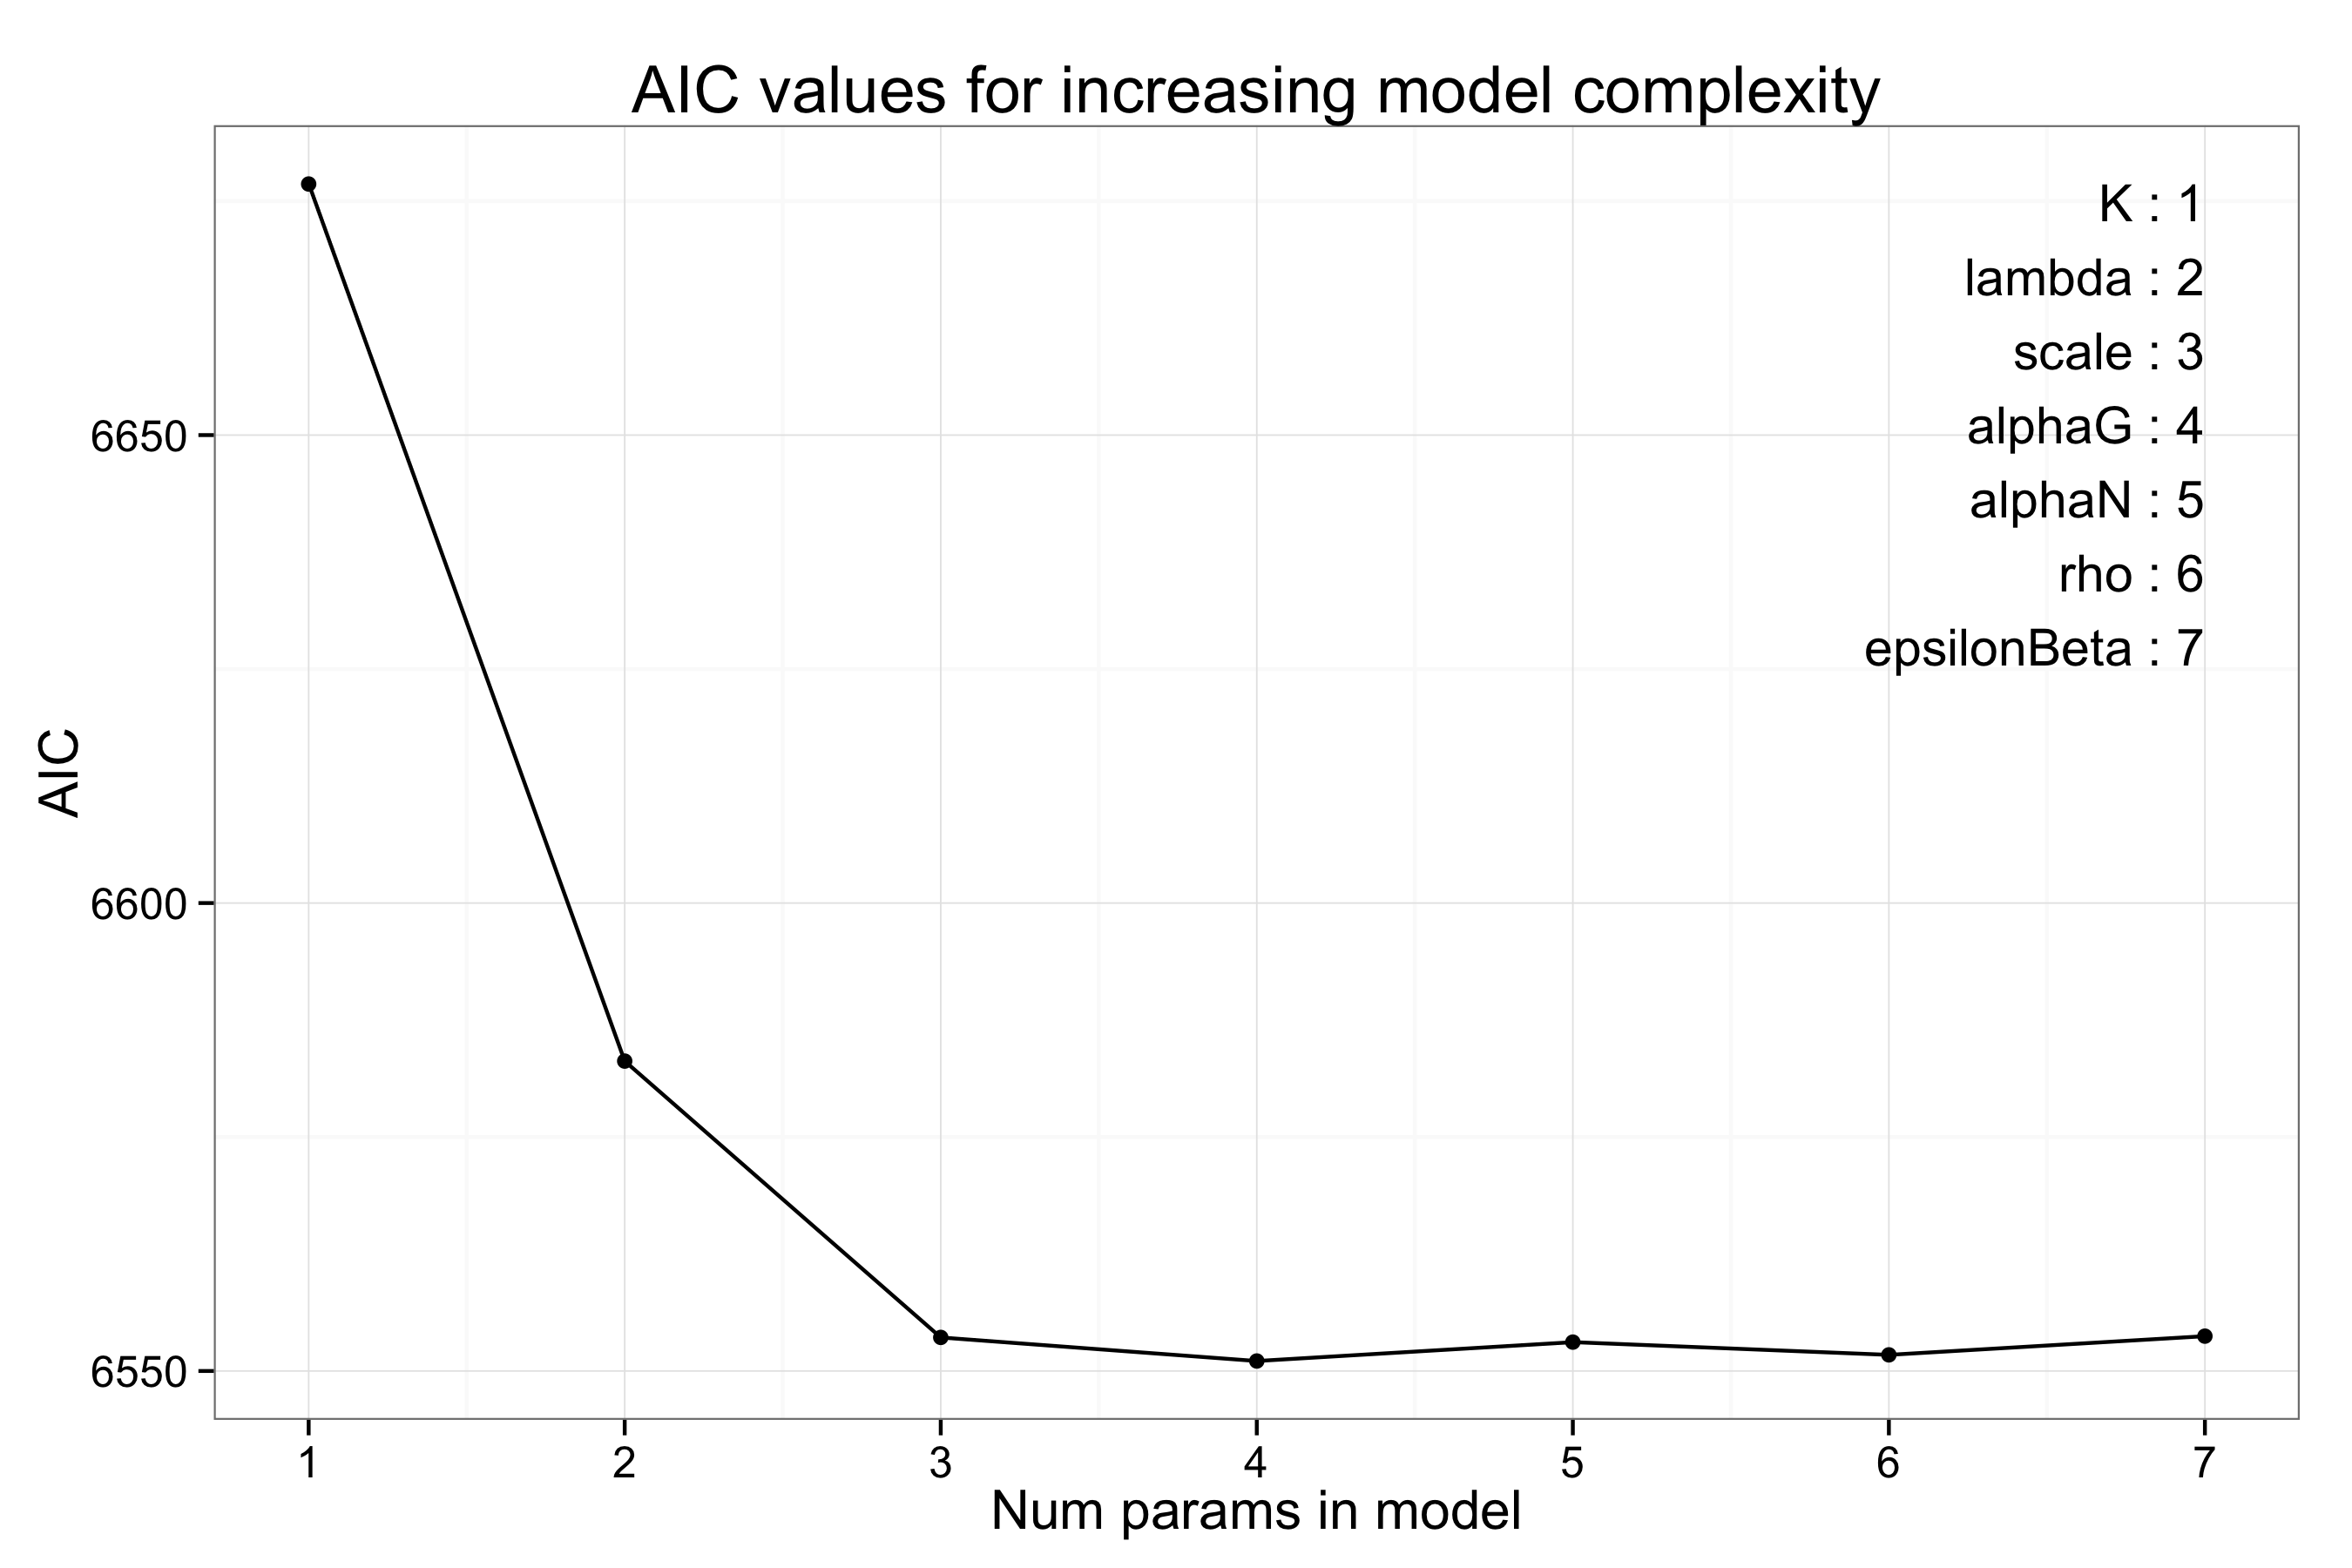 AIC values for increasing model complexity
K : 1
lambda : 2
scale : 3
alphaG : 4
alphaN : 5
rho : 6
epsilonBeta : 7
AIC
6650
6600
6550
1 2 3 4 5 6 7
Num params in model